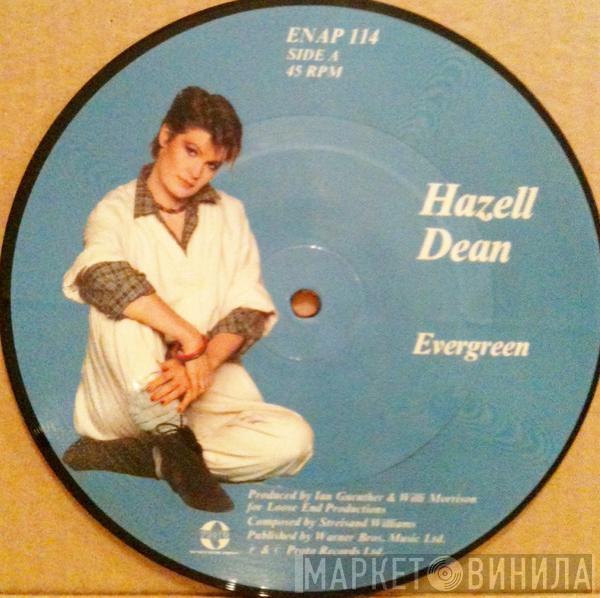 ENAP 114
SIDE A
45 RPM
Hazell
Dean
Evergreen
Produced by Ian Guenther & Willi Morrison
for Loose End Productions
Composed by Streisand Williams
Published by Warner Bros. Music Ltd.
P & C Proto Records Ltd.
МАРКЕТ ВИНИЛА